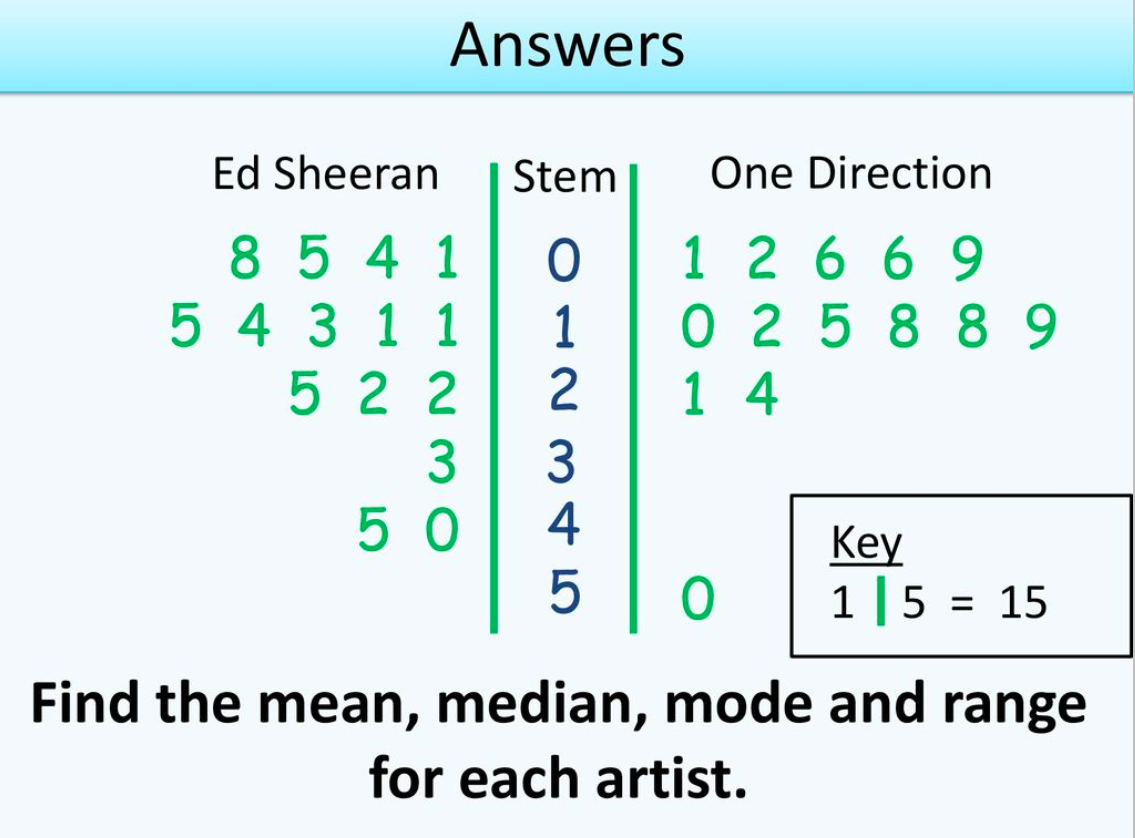 Answers
Ed Sheeran Stem One Direction
8 5 4 1 0 1 2 6 6 9
5 4 3 1 1 1 0 2 5 8 8 9
5 2 2 2 1 4
3 3
5 0 4
5 0
Key
1 | 5 = 15
Find the mean, median, mode and range
for each artist.